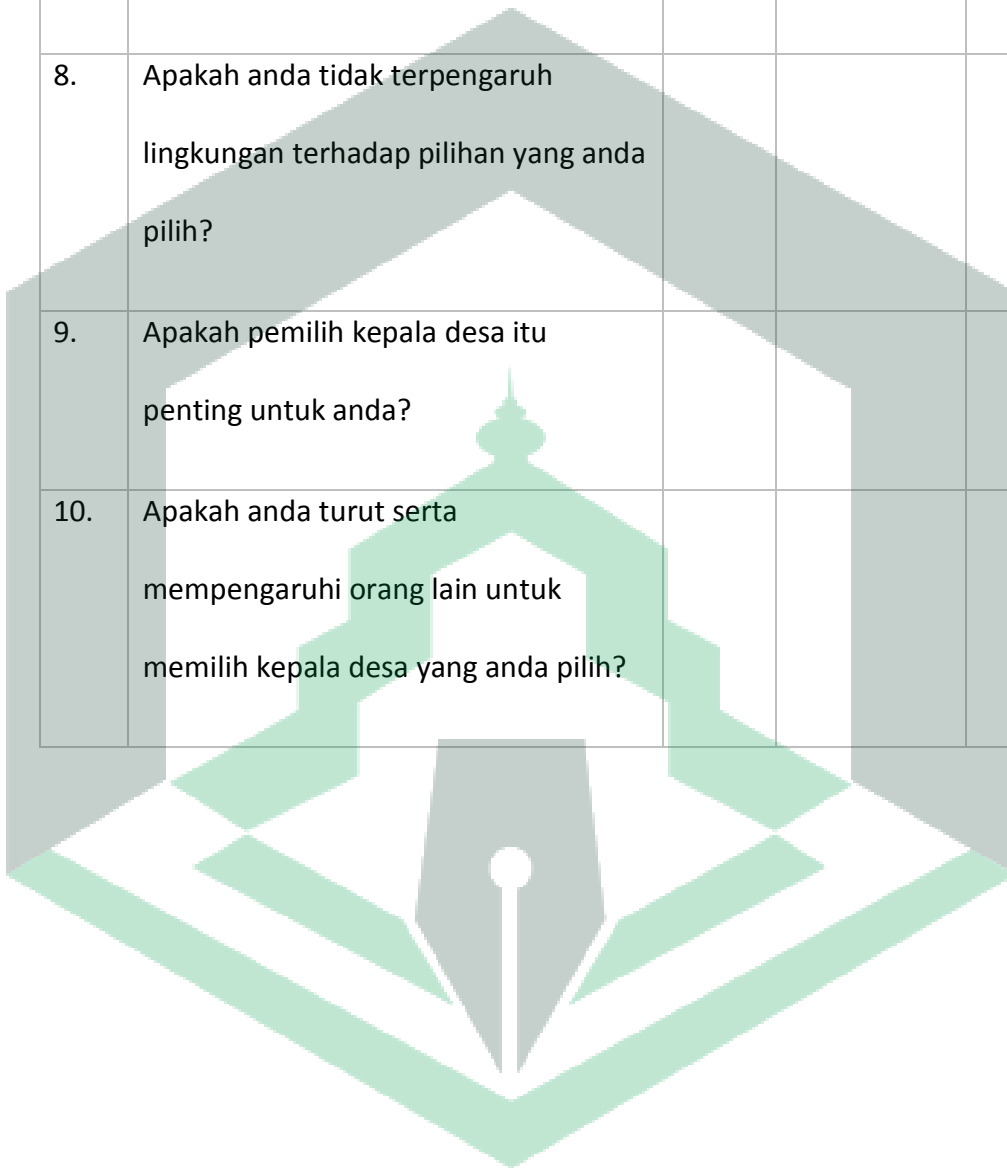 8. Apakah anda tidak terpengaruh
lingkungan terhadap pilihan yang anda
pilih?
9. Apakah pemilih kepala desa itu
penting untuk anda?
10. Apakah anda turut serta
mempengaruhi orang lain untuk
memilih kepala desa yang anda pilih?